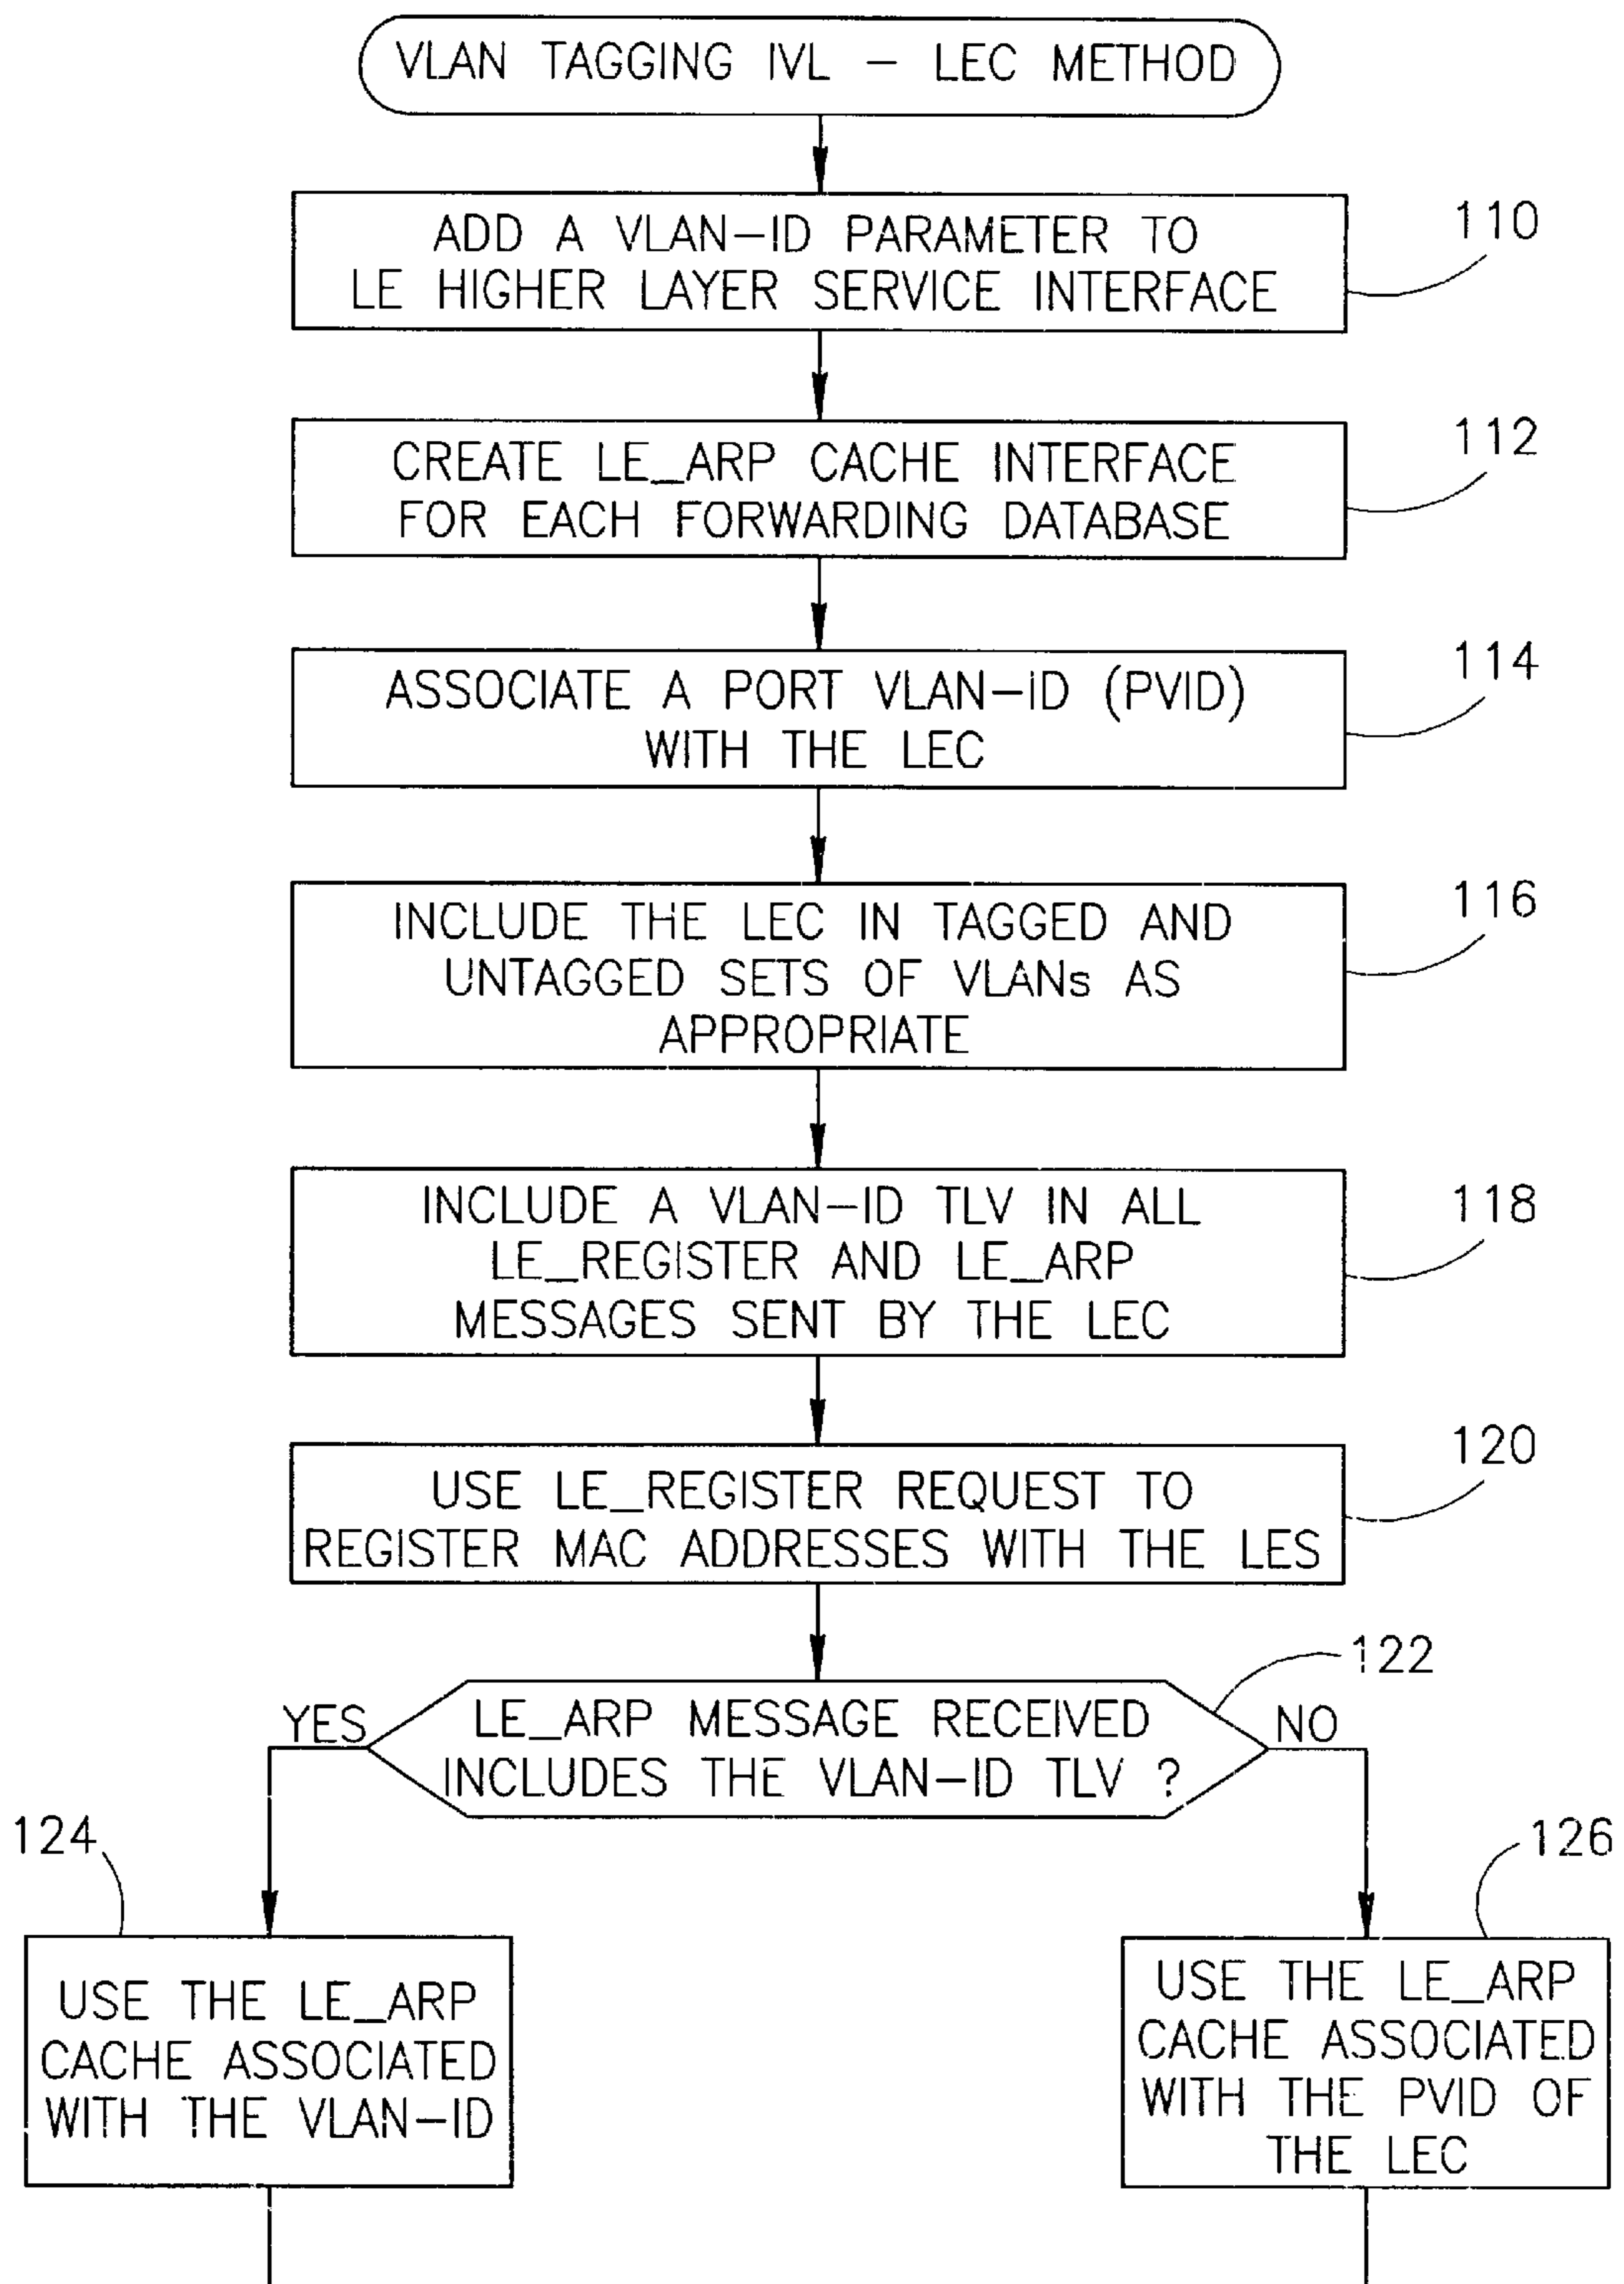 VLAN TAGGING IVL – LEC METHOD
ADD A VLAN–ID PARAMETER TO
LE HIGHER LAYER SERVICE INTERFACE
110
CREATE LE_ARP CACHE INTERFACE
FOR EACH FORWARDING DATABASE
112
ASSOCIATE A PORT VLAN–ID (PVID)
WITH THE LEC
114
INCLUDE THE LEC IN TAGGED AND
UNTAGGED SETS OF VLANs AS
APPROPRIATE
116
INCLUDE A VLAN–ID TLV IN ALL
LE_REGISTER AND LE_ARP
MESSAGES SENT BY THE LEC
118
USE LE_REGISTER REQUEST TO
REGISTER MAC ADDRESSES WITH THE LES
120
LE_ARP MESSAGE RECEIVED
INCLUDES THE VLAN–ID TLV ?
122
YES
NO
124
USE THE LE_ARP
CACHE ASSOCIATED
WITH THE VLAN–ID
126
USE THE LE_ARP
CACHE ASSOCIATED
WITH THE PVID OF
THE LEC